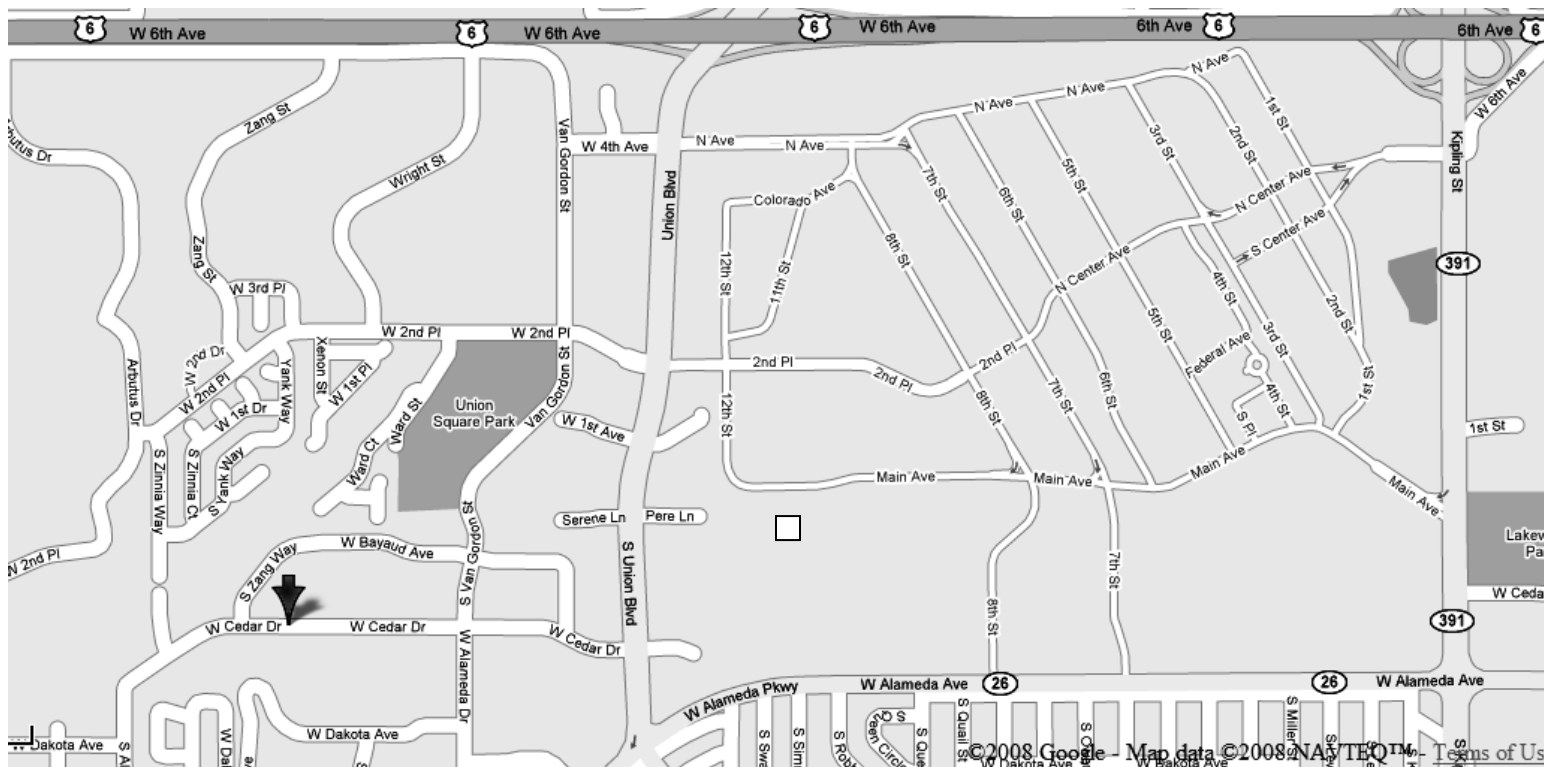 6
W 6th Ave
6
W 6th Ave
6
W 6th Ave
6th Ave
6
6th Ave
6
W 6th Ave
N Ave
N Ave
N Ave
N Ave
N Ave
Zang St
Van Gordon St
W 4th Ave
Wright St
Union Blvd
Kipling St
1st St
2nd St
3rd St
5th St
6th St
7th St
8th St
Colorado Ave
N Center Ave
S Center Ave
N Center Ave
Zang St
12th St
11th St
391
4th St
W 3rd Pl
W 2nd Pl
W 2nd Pl
2nd Pl
2nd Pl
2nd Pl
5th St
3rd St
2nd St
Federal Ave
W 2nd Dr
W 2nd Pl
Yank Way
Xenon St
W 1st Pl
Van Gordon St
Arbutus Dr
W 1st Dr
Ward St
Union
Square Park
W 1st Ave
12th St
8th St
7th St
6th St
S Pl
4th St
1st St
1st St
S Zinnia Way
S Zinnia Ct
S Yank Way
Ward Ct
Main Ave
Main Ave
Main Ave
Main Ave
Serene Ln
Pere Ln
W 2nd Pl
S Zang Way
W Bayaud Ave
S Van Gordon St
S Union Blvd
7th St
8th St
W Cedar Dr
W Cedar Dr
W Cedar Dr
391
W Alameda Dr
W Alameda Pkwy
W Alameda Ave
26
26
W Alameda Ave
Dakota Ave
W Dakota Ave
S Quail St
©2008 Google - Map data ©2008 NAVTEQ™ - Terms of Us